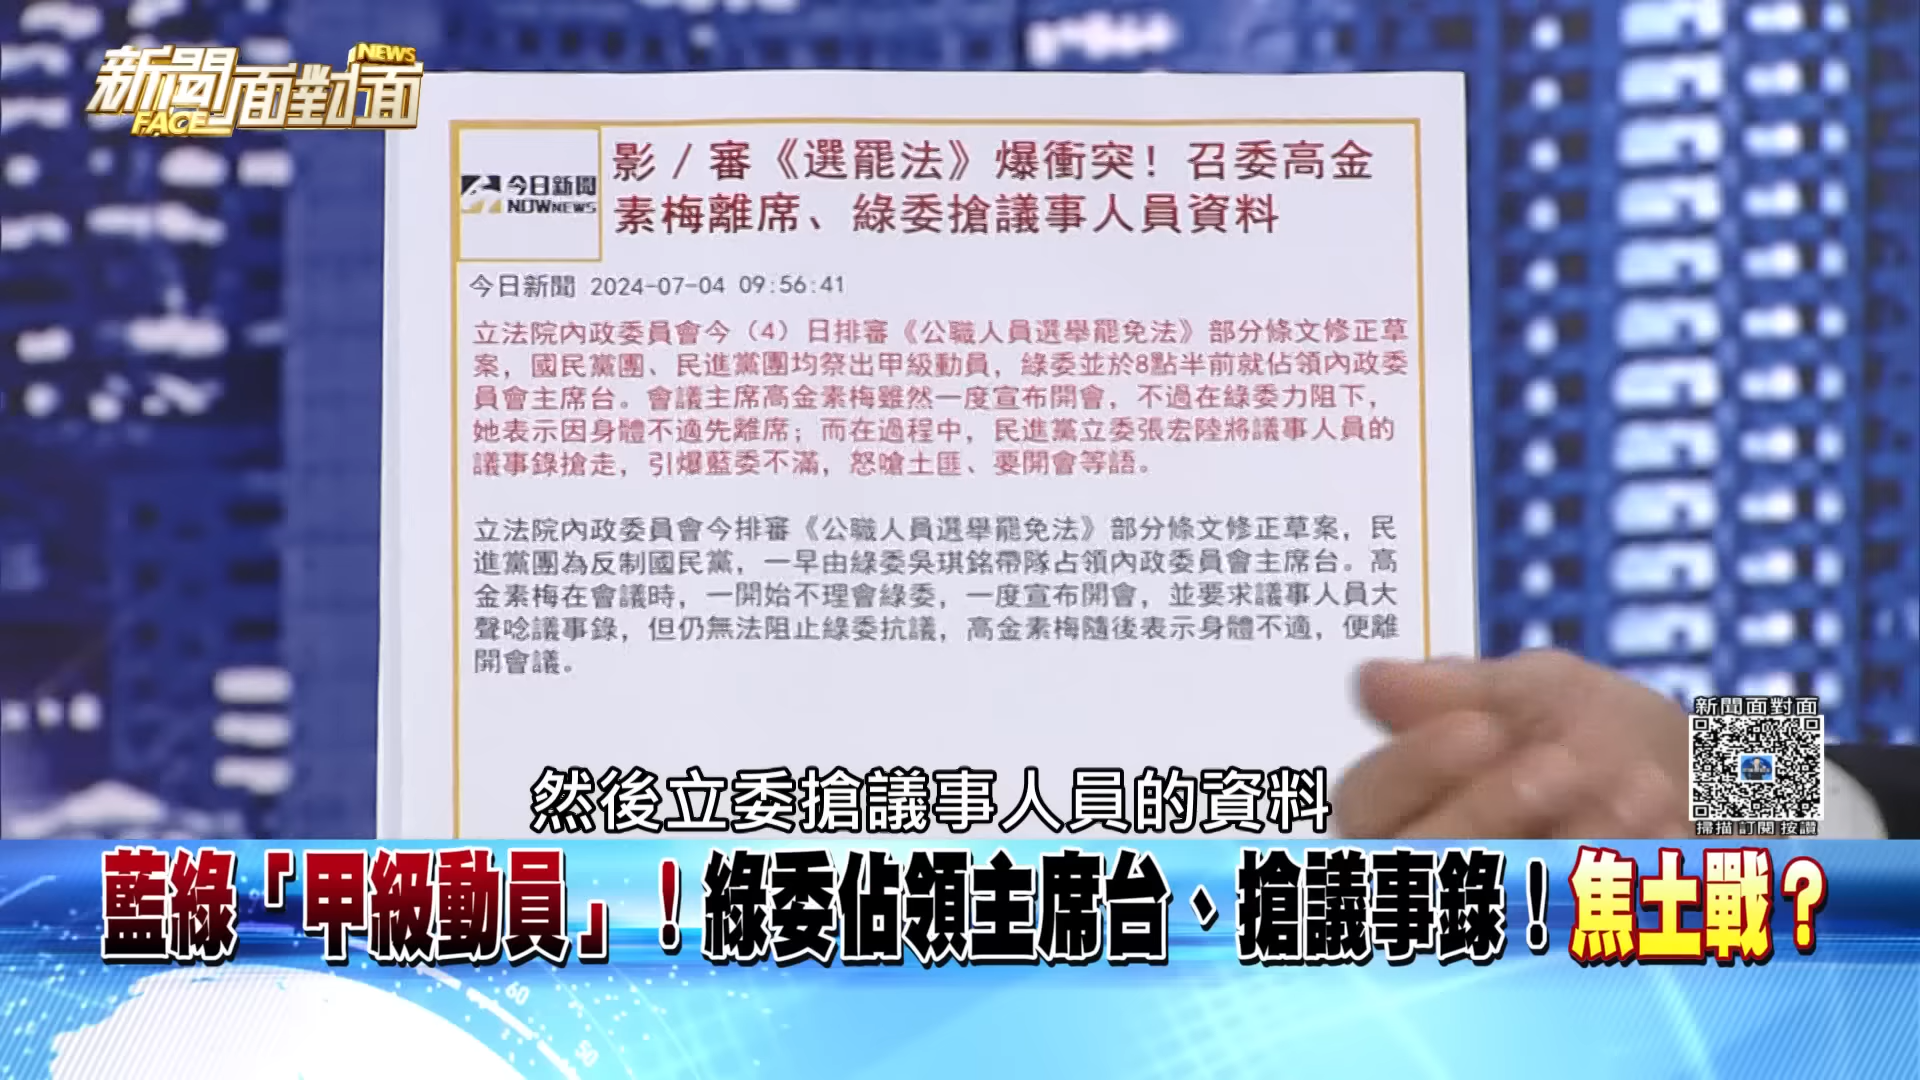 新聞面對面
NEWS
FACE
今日新聞
NOWNEWS
影/審《選罷法》爆衝突！召委高金
素梅離席、綠委搶議事人員資料
今日新聞 2024-07-04 09:56:41
立法院內政委員會今（4）日排審《公職人員選舉罷免法》部分條文修正草
案，國民黨團、民進黨團均祭出甲級動員，綠委並於8點半前就佔領內政委
員會主席台。會議主席高金素梅雖然一度宣布開會，不過在綠委力阻下，
她表示因身體不適先離席；而在過程中，民進黨立委張宏陸將議事人員的
議事錄搶走，引爆藍委不滿，怒嗆土匪、要開會等語。
立法院內政委員會今排審《公職人員選舉罷免法》部分條文修正草案，民
進黨團為反制國民黨，一早由綠委吳琪銘帶隊占領內政委員會主席台。高
金素梅在會議時，一開始不理會綠委，一度宣布開會，並要求議事人員大
聲唸議事錄，但仍無法阻止綠委抗議，高金素梅隨後表示身體不適，便離
開會議。
新聞面對面
掃描 訂閱 按讚
然後立委搶議事人員的資料
藍綠「甲級動員」！綠委佔領主席台、搶議事錄！焦土戰？
60
50